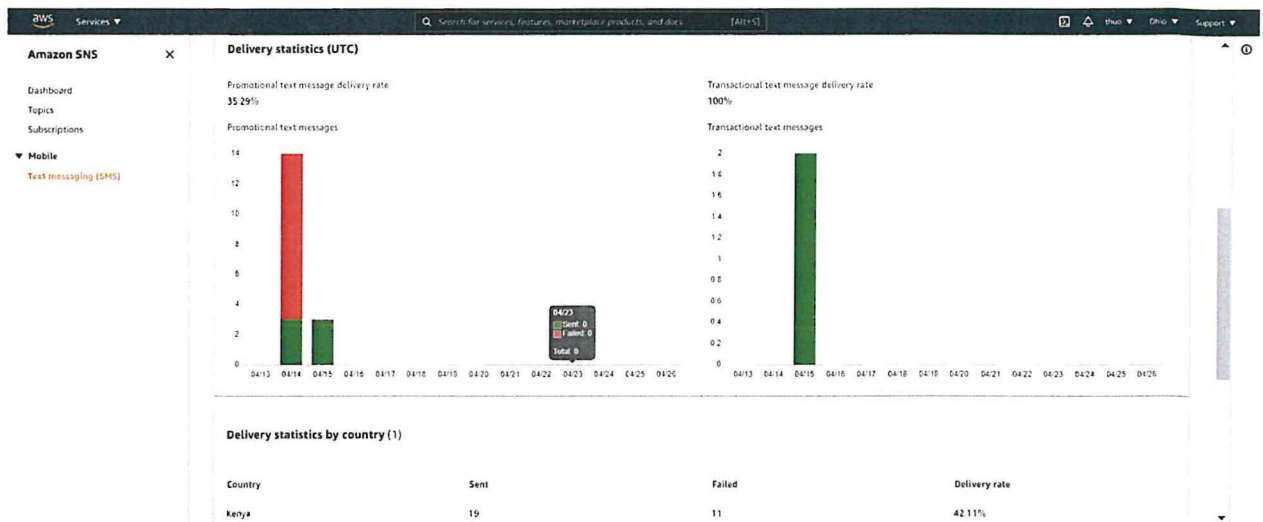 aws Services ▼ Search for services, features, marketplace products, and docs [Alt+S] thuo ▼ Ohio ▼ Support ▼
Amazon SNS X
Dashboard
Topics
Subscriptions
▼ Mobile
Text messaging (SMS)
Delivery statistics (UTC)
Promotional text message delivery rate
35.29%
Promotional text messages
14
12
10
8
6
4
2
0
04/13 04/14 04/15 04/16 04/17 04/18 04/19 04/20 04/21 04/22 04/23 04/24 04/25 04/26
04/23
Sent: 0
Failed: 0
Total: 0
Transactional text message delivery rate
100%
Transactional text messages
2
1.8
1.6
1.4
1.2
1
0.8
0.6
0.4
0.2
0
04/13 04/14 04/15 04/16 04/17 04/18 04/19 04/20 04/21 04/22 04/23 04/24 04/25 04/26
Delivery statistics by country (1)
Country Sent Failed Delivery rate
Kenya 19 11 42.11%